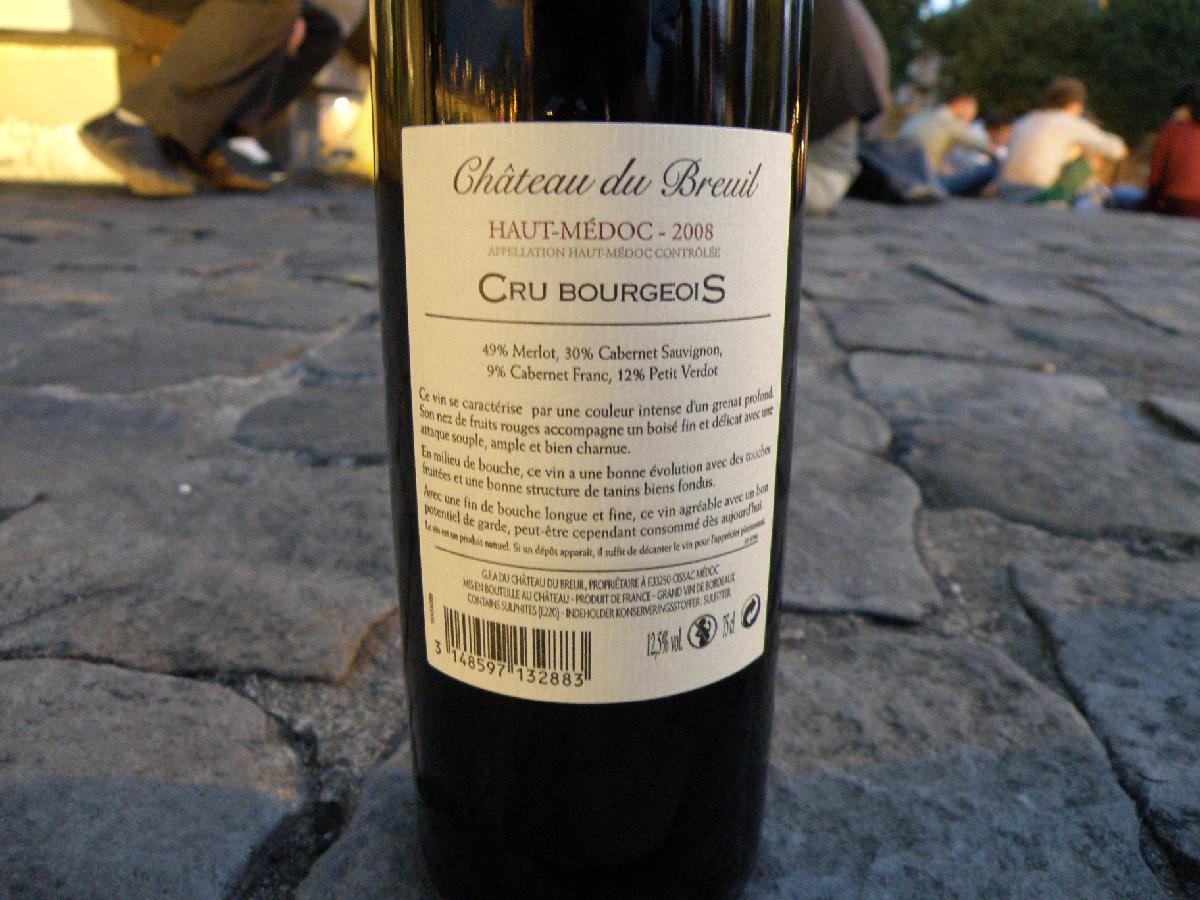 Château du Breuil
HAUT-MÉDOC - 2008
APPELLATION HAUT-MÉDOC CONTRÔLÉE
CRU BOURGEOIS
49% Merlot, 30% Cabernet Sauvignon,
9% Cabernet Franc, 12% Petit Verdot
Ce vin se caractérise par une couleur intense d'un grenat profond.
Son nez de fruits rouges accompagne un boisé fin et délicat avec une
attaque souple, ample et bien charnue.
En milieu de bouche, ce vin a une bonne évolution avec des touches
fruitées et une bonne structure de tanins biens fondus.
Avec une fin de bouche longue et fine, ce vin agréable avec un bon
potentiel de garde, peut-être cependant consommé dès aujourd'hui.
Le vin est un produit naturel. Si un dépôt apparaît, il suffit de décanter le vin pour l'apprécier pleinement.
G.F.A DU CHÂTEAU DU BREUIL, PROPRIÉTAIRE À F.33250 CISSAC MÉDOC
MIS EN BOUTEILLE AU CHÂTEAU - PRODUIT DE FRANCE - GRAND VIN DE BORDEAUX
CONTAINS SULPHITES (E220) - INDEHOLDER KONSERVERINGSSTOFFER : SULFITTER
12,5% vol. 75 cl
3 148597 132883